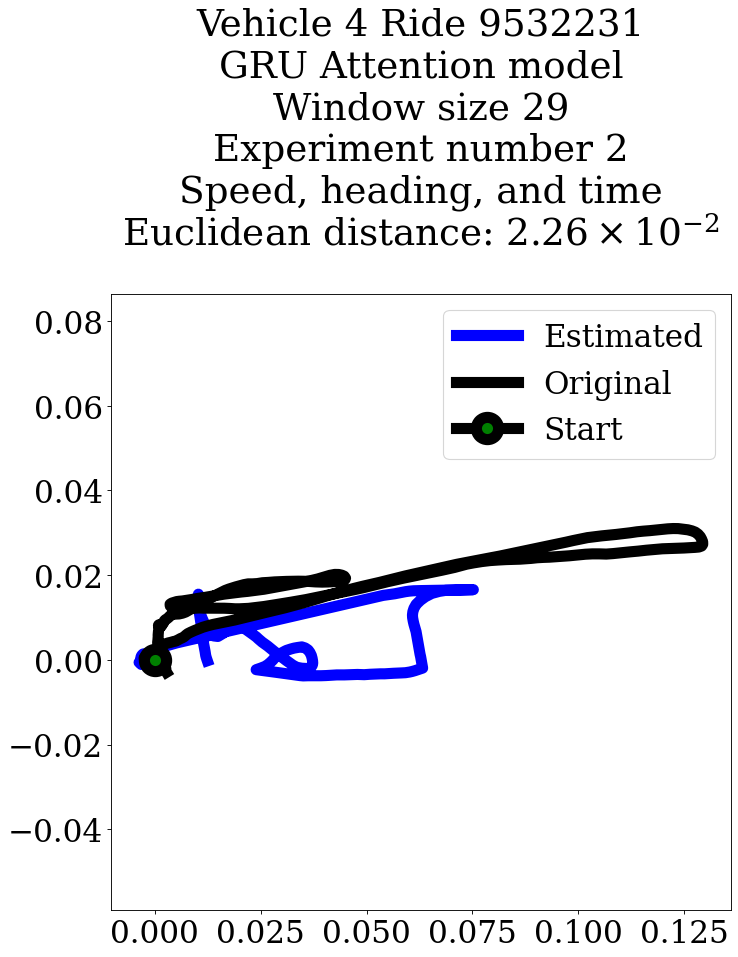 Vehicle 4 Ride 9532231
GRU Attention model
Window size 29
Experiment number 2
Speed, heading, and time
Euclidean distance: 2.26 × 10⁻²
Estimated
Original
Start
0.08
0.06
0.04
0.02
0.00
−0.02
−0.04
0.000 0.025 0.050 0.075 0.100 0.125